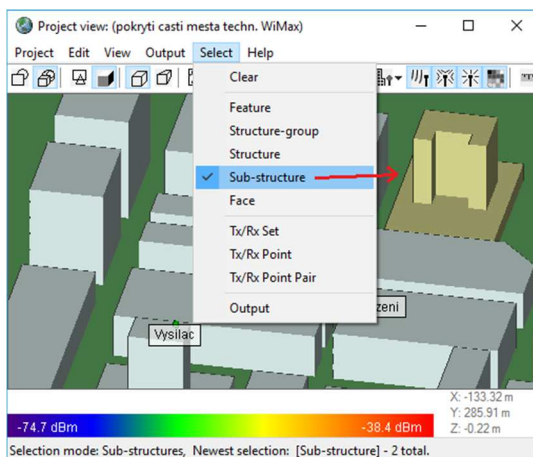 Project view: (pokryti casti mesta techn. WiMax)
Project Edit View Output Select Help
Clear
Feature
Structure-group
Structure
Sub-structure
Face
Tx/Rx Set
Tx/Rx Point
Tx/Rx Point Pair
Output
zeni
Vysilac
X: -133.32 m
Y: 285.91 m
Z: -0.22 m
-74.7 dBm -38.4 dBm
Selection mode: Sub-structures, Newest selection: [Sub-structure] - 2 total.